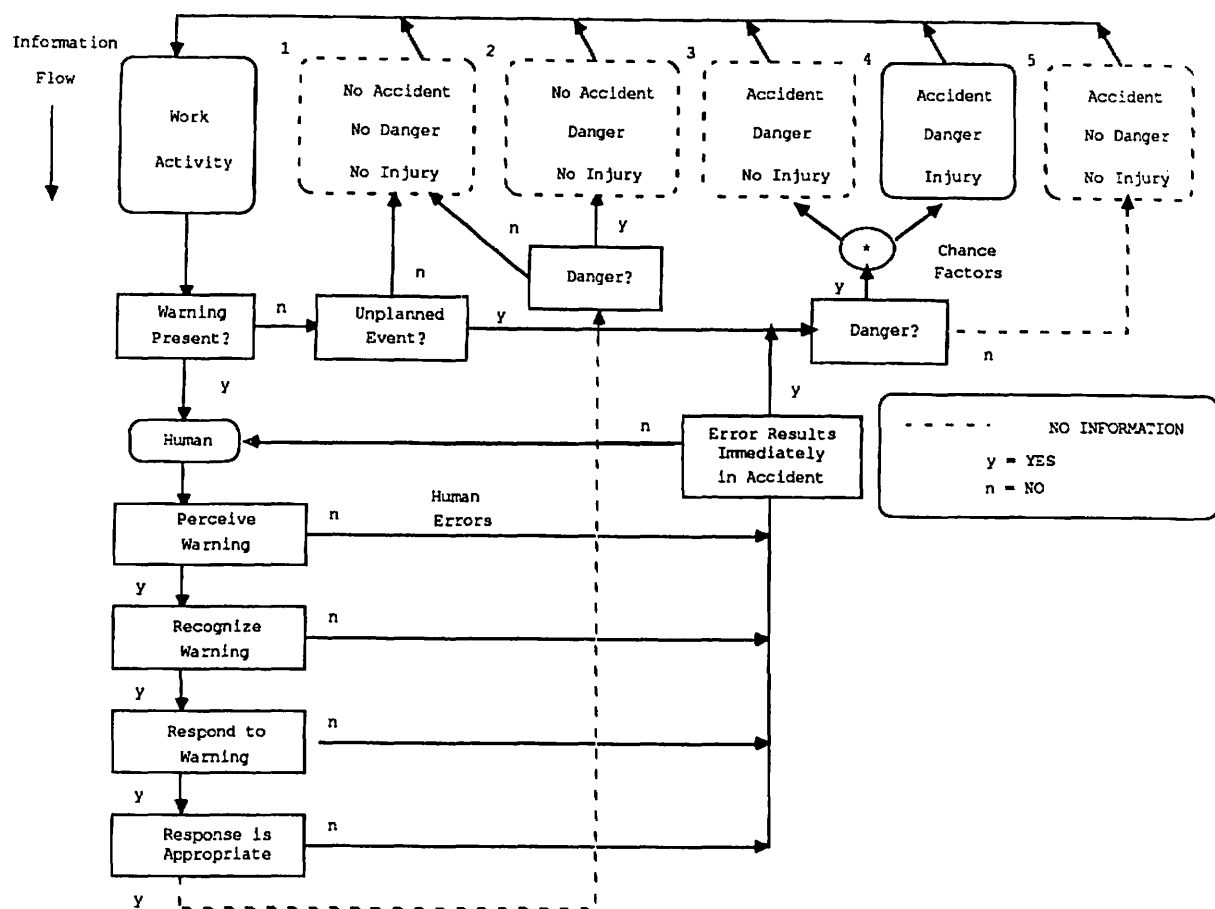 Information
Flow
1
2
3
4
5
Work
Activity
No Accident
No Danger
No Injury
No Accident
Danger
No Injury
Accident
Danger
No Injury
Accident
Danger
Injury
Accident
No Danger
No Injury
n
n
y
Danger?
*
Chance
Factors
y
Warning
Present?
n
Unplanned
Event?
y
Danger?
n
y
y
Human
n
Error Results
Immediately
in Accident
- - - - - NO INFORMATION
y = YES
n = NO
Perceive
Warning
n
Human
Errors
y
Recognize
Warning
n
y
Respond to
Warning
n
y
Response is
Appropriate
n
y